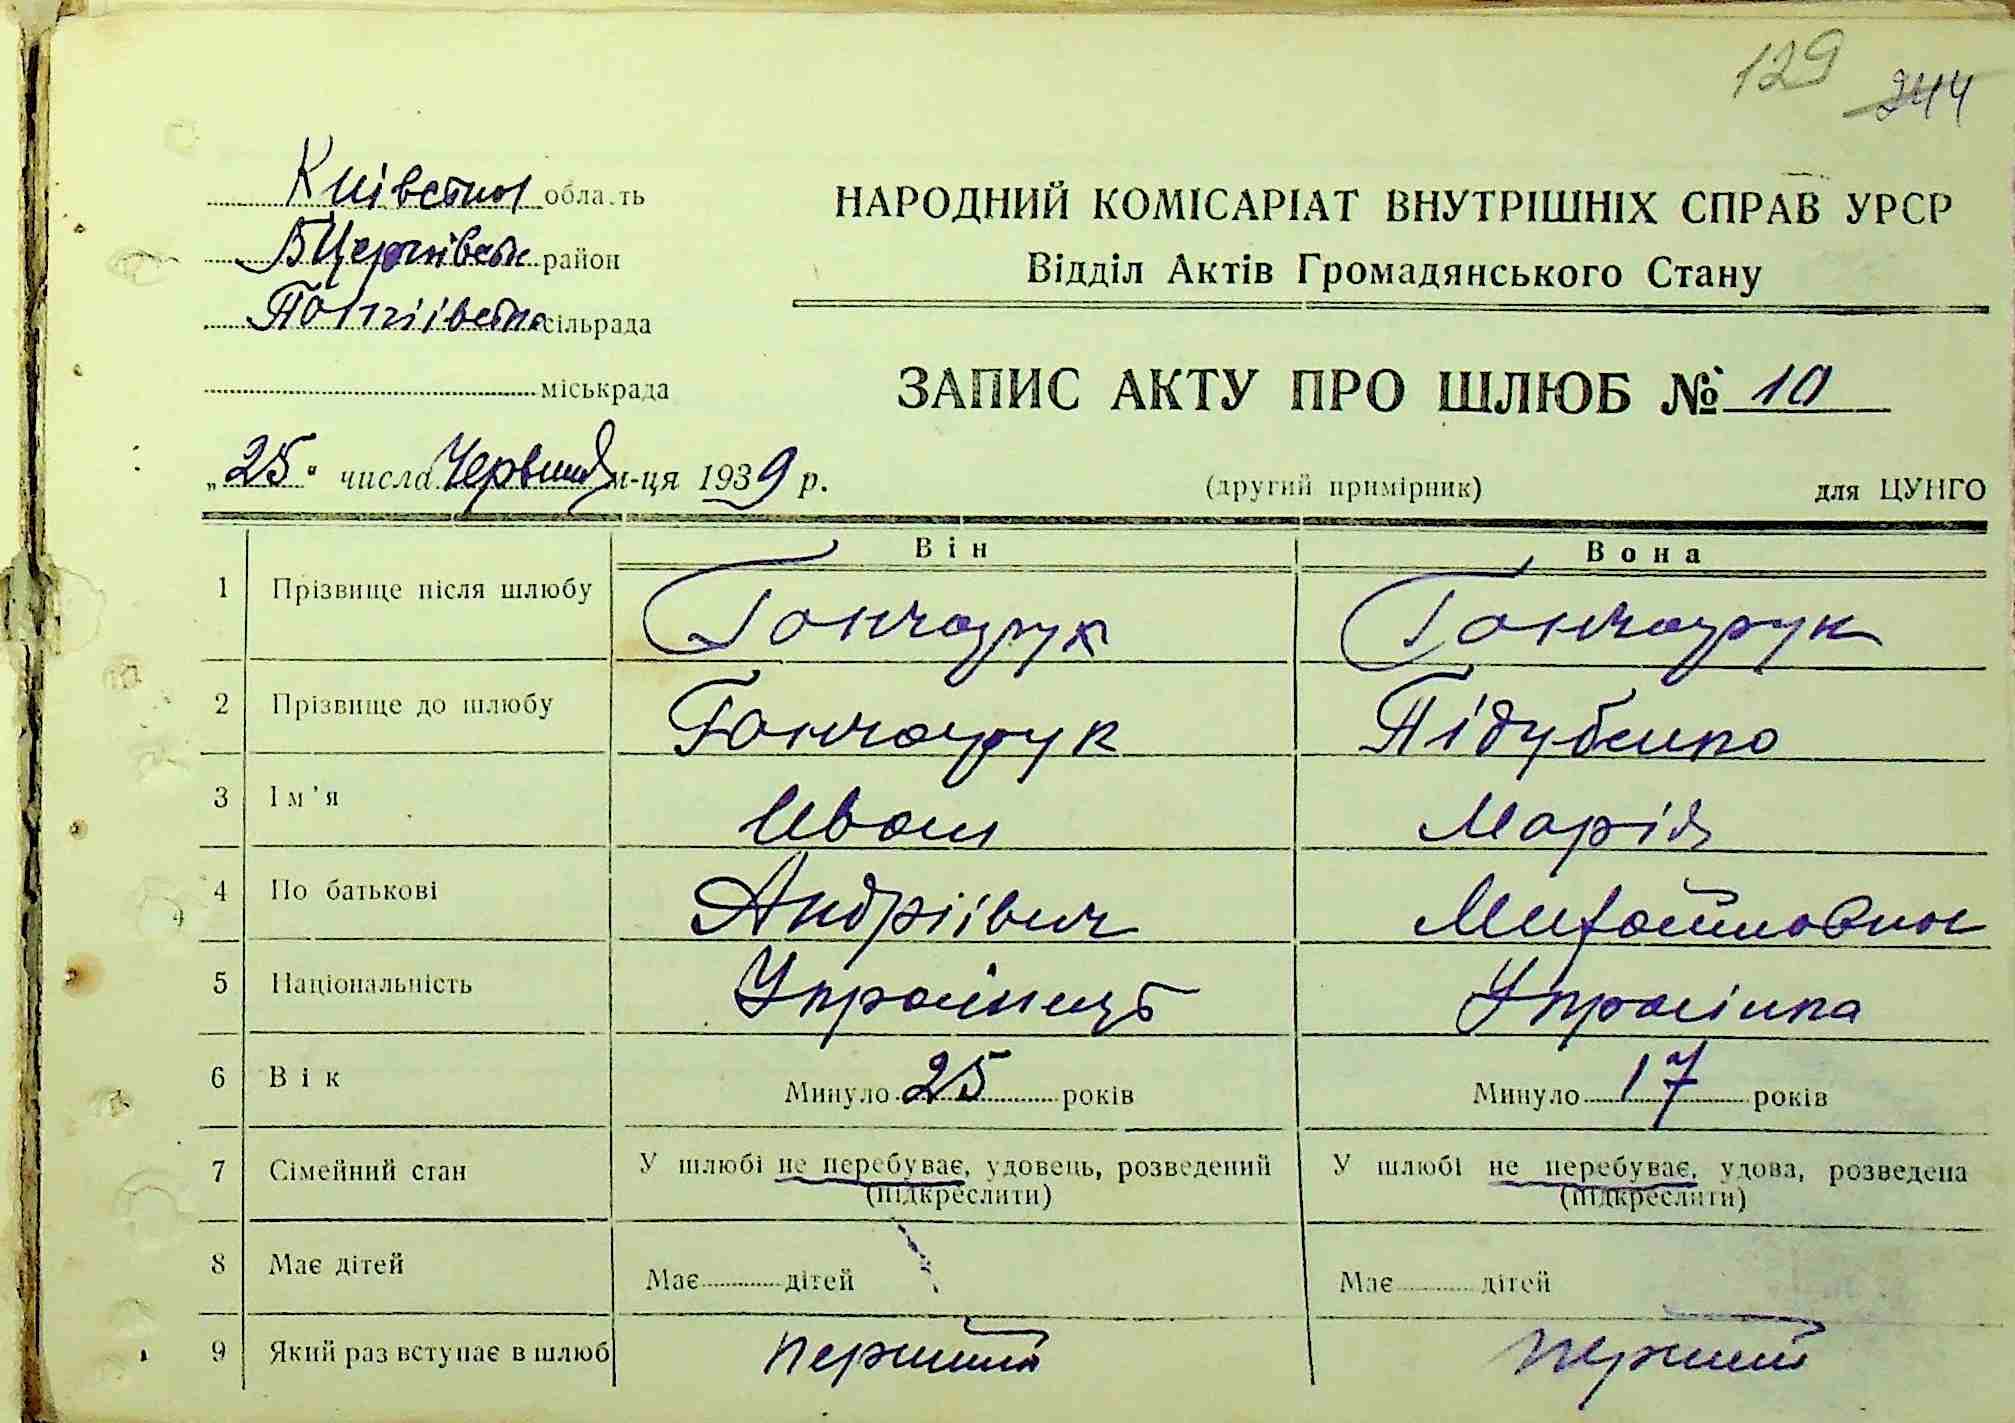 129 244
Київська область
БЦерківськ район
сільрада
міськрада
НАРОДНИЙ КОМІСАРІАТ ВНУТРІШНІХ СПРАВ УРСР
Відділ Актів Громадянського Стану
ЗАПИС АКТУ ПРО ШЛЮБ № 10
„25" числа Червня м-ця 1939 р.
(другий примірник) для ЦУНГО
Він Вона
1 Прізвище після шлюбу Гончарук Гончарук
2 Прізвище до шлюбу Гончарук Підубенко
3 Ім'я Иван Марія
4 По батькові Андріївич Михайловна
5 Національність Українець Українка
6 Вік Минуло 25 років Минуло 17 років
7 Сімейний стан У шлюбі не перебуває, удовець, розведений У шлюбі не перебуває, удова, розведена
(підкреслити) (підкреслити)
8 Має дітей Має дітей Має дітей
9 Який раз вступає в шлюб перший перший